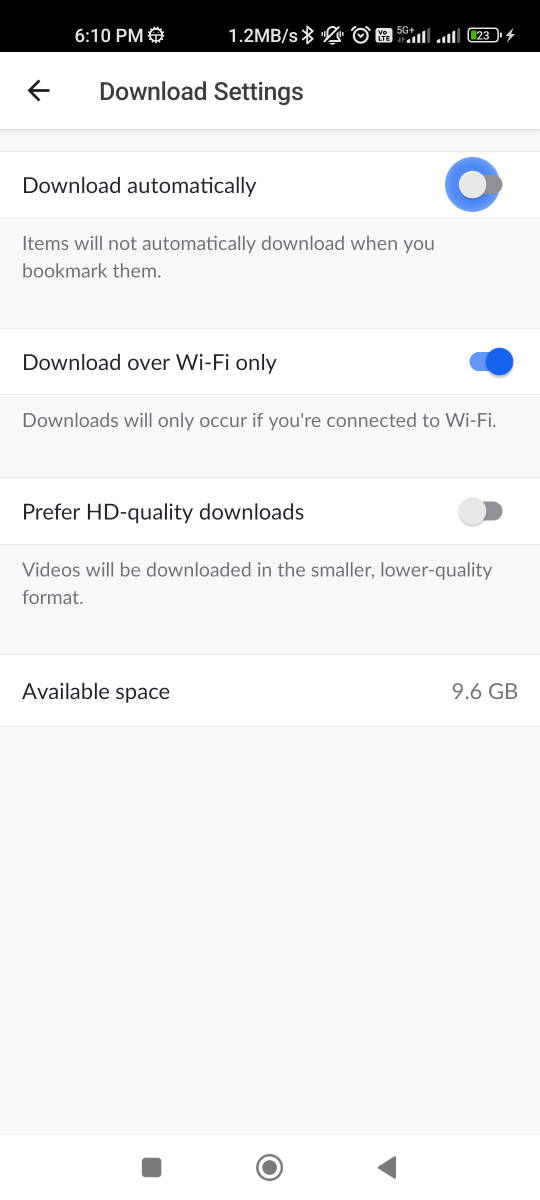 6:10 PM 1.2MB/s Vo LTE 5G+ 23
Download Settings
Download automatically
Items will not automatically download when you
bookmark them.
Download over Wi-Fi only
Downloads will only occur if you're connected to Wi-Fi.
Prefer HD-quality downloads
Videos will be downloaded in the smaller, lower-quality
format.
Available space 9.6 GB